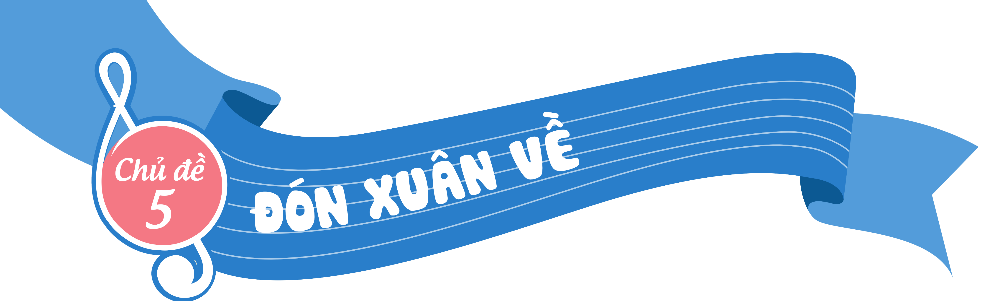 Chủ đề
5
ĐÓN XUÂN VỀ